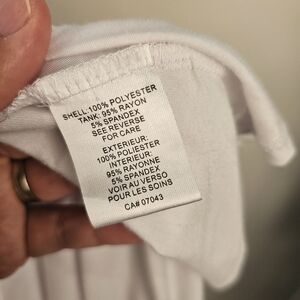 SHELL: 100% POLYESTER
TANK: 95% RAYON
5% SPANDEX
SEE REVERSE
FOR CARE
EXTERIEUR:
100% POLIESTER
INTERIEUR:
95% RAYONNE
5% SPANDEX
VOIR AU VERSO
POUR LES SOINS
CA# 07043